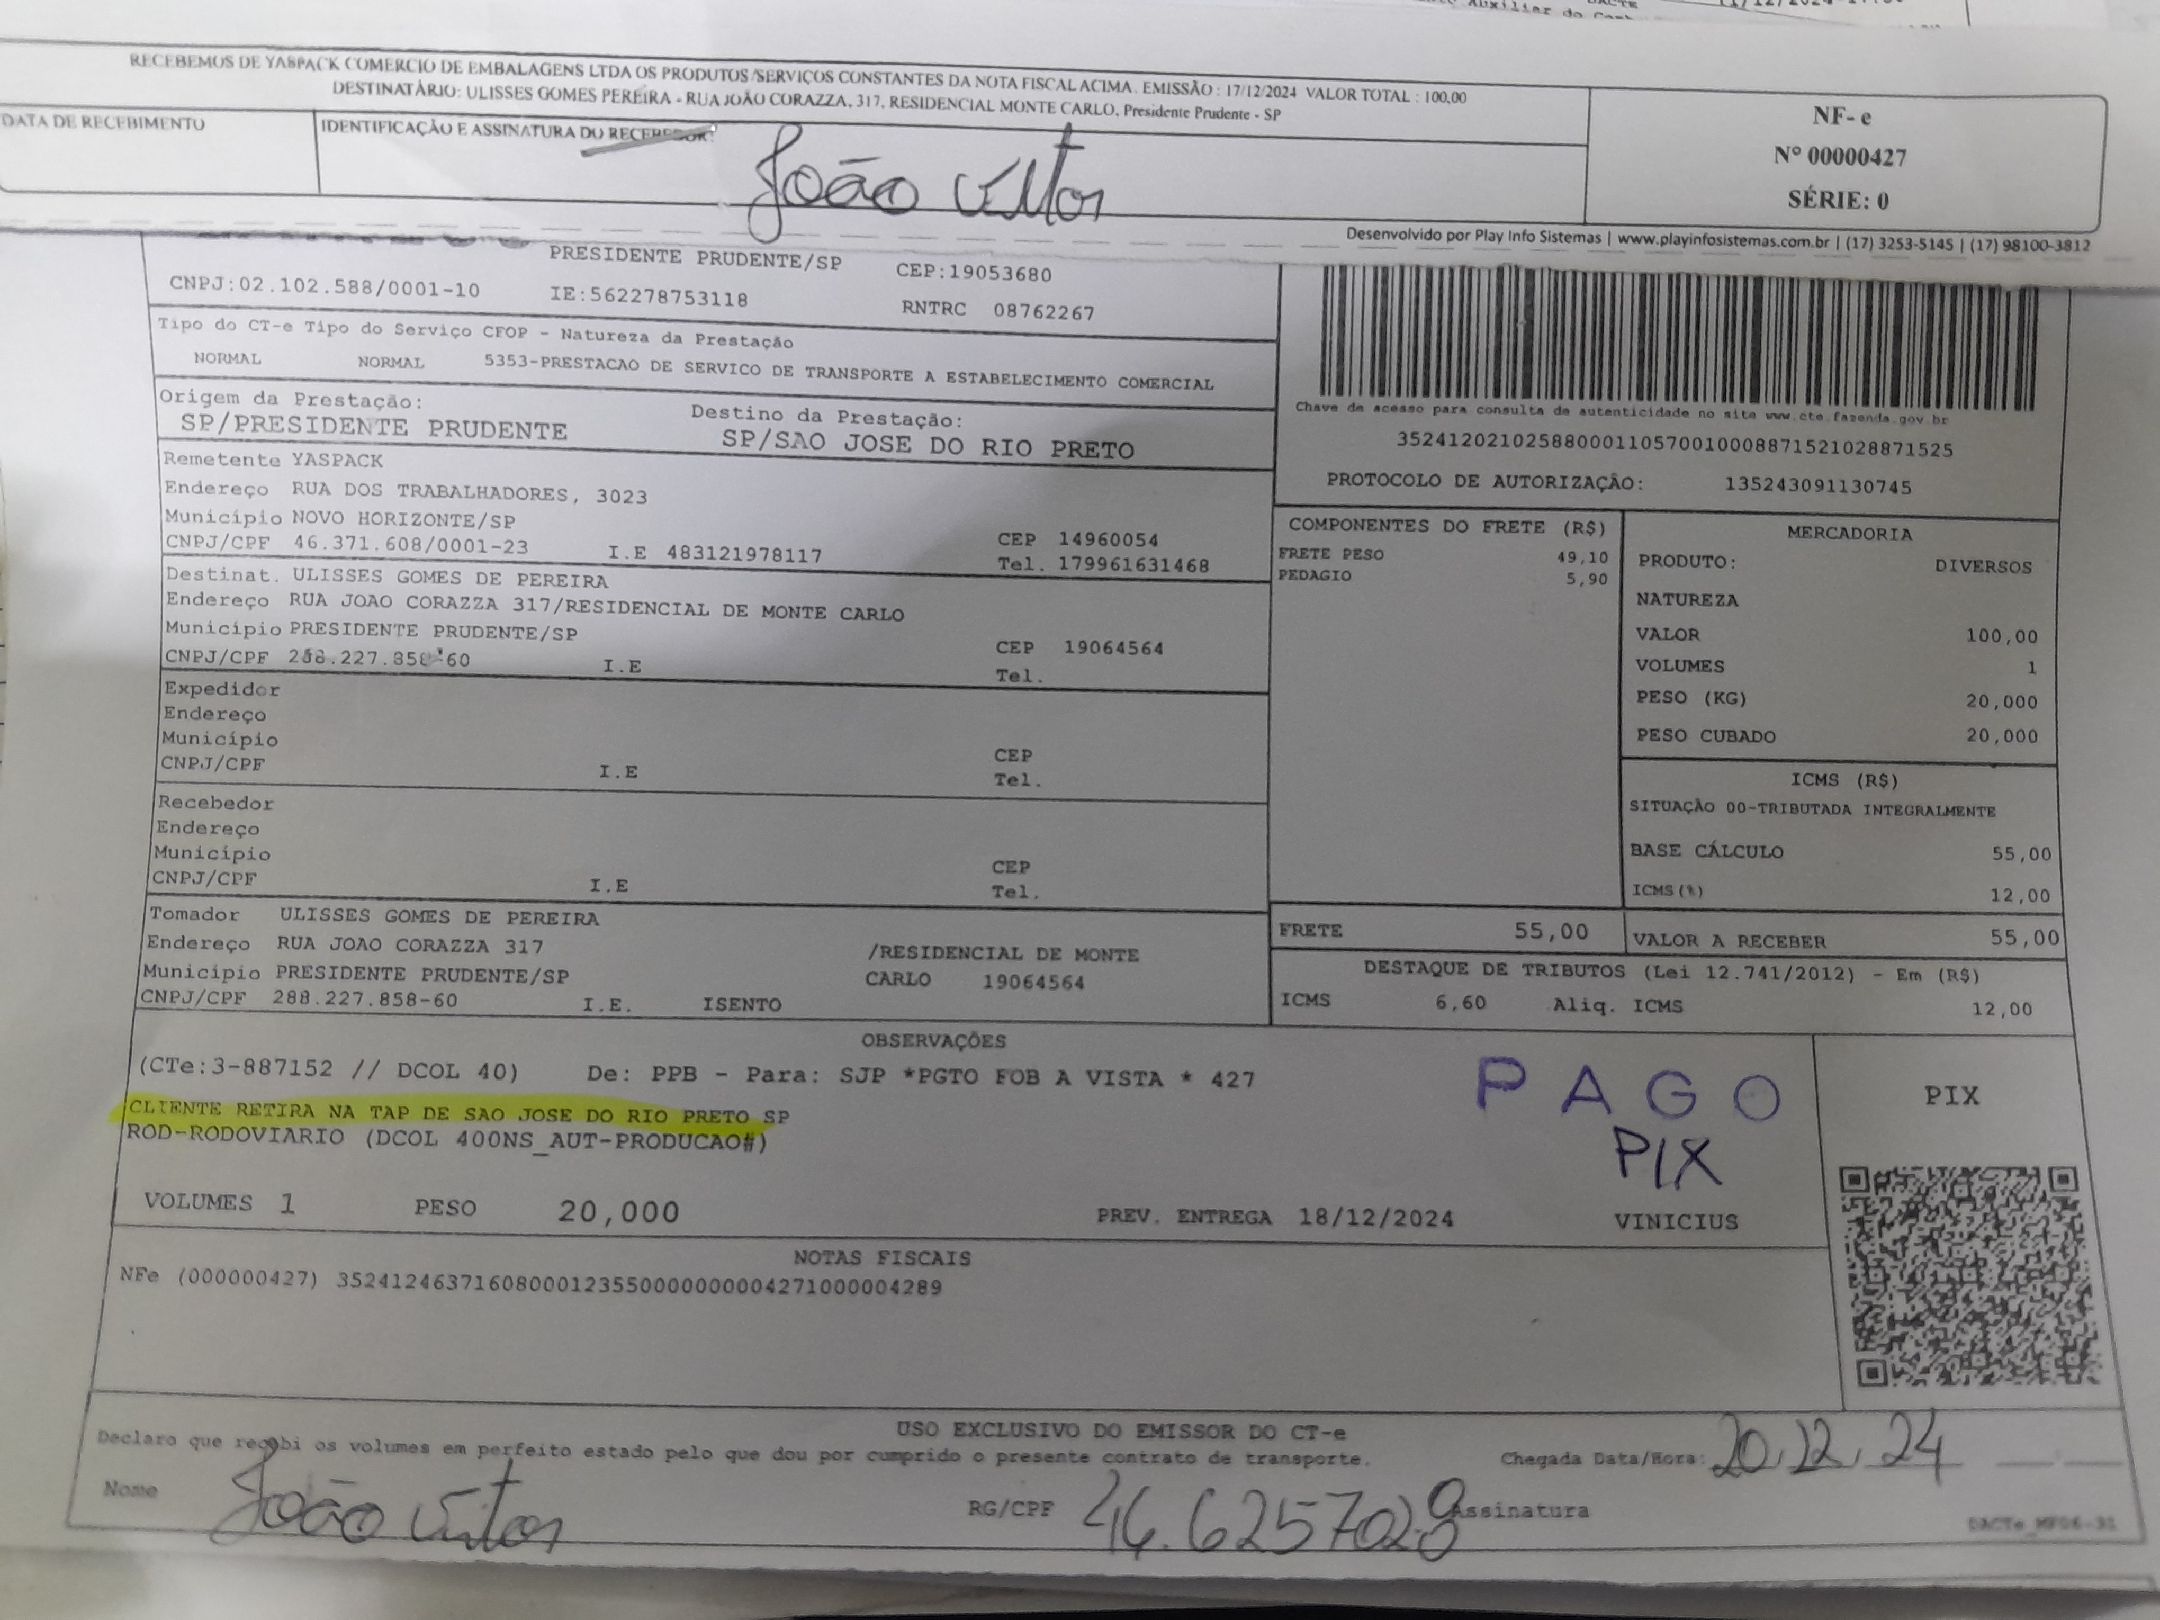 RECEBEMOS DE YASPACK COMERCIO DE EMBALAGENS LTDA OS PRODUTOS/SERVIÇOS CONSTANTES DA NOTA FISCAL ACIMA. EMISSÃO : 17/12/2024 VALOR TOTAL : 100,00
DESTINATÀRIO: ULISSES GOMES PEREIRA - RUA JOÃO CORAZZA, 317, RESIDENCIAL MONTE CARLO, Presidente Prudente - SP
DATA DE RECEBIMENTO
IDENTIFICAÇÃO E ASSINATURA DO RECEBEDOR
João Vitor
NF-e
Nº 00000427
SÉRIE: 0
Desenvolvido por Play Info Sistemas | www.playinfosistemas.com.br | (17) 3253-5145 | (17) 98100-3812
PRESIDENTE PRUDENTE/SP CEP:19053680
CNPJ:02.102.588/0001-10 IE:562278753118 RNTRC 08762267
Tipo do CT-e Tipo do Serviço CFOP - Natureza da Prestação
NORMAL NORMAL 5353-PRESTACAO DE SERVICO DE TRANSPORTE A ESTABELECIMENTO COMERCIAL
Origem da Prestação: Destino da Prestação:
SP/PRESIDENTE PRUDENTE SP/SAO JOSE DO RIO PRETO
Chave de acesso para consulta de autenticidade no site www.cte.fazenda.gov.br
35241202102588000110570010008871521028871525
PROTOCOLO DE AUTORIZAÇÃO: 135243091130745
Remetente YASPACK
Endereço RUA DOS TRABALHADORES, 3023
Município NOVO HORIZONTE/SP CEP 14960054
CNPJ/CPF 46.371.608/0001-23 I.E 483121978117 Tel. 179961631468
Destinat. ULISSES GOMES DE PEREIRA
Endereço RUA JOAO CORAZZA 317/RESIDENCIAL DE MONTE CARLO
Município PRESIDENTE PRUDENTE/SP CEP 19064564
CNPJ/CPF 288.227.858-60 I.E Tel.
Expedidor
Endereço
Município CEP
CNPJ/CPF I.E Tel.
Recebedor
Endereço
Município CEP
CNPJ/CPF I.E Tel.
Tomador ULISSES GOMES DE PEREIRA
Endereço RUA JOAO CORAZZA 317 /RESIDENCIAL DE MONTE
Município PRESIDENTE PRUDENTE/SP CARLO 19064564
CNPJ/CPF 288.227.858-60 I.E. ISENTO
COMPONENTES DO FRETE (R$)
FRETE PESO 49,10
PEDAGIO 5,90
MERCADORIA
PRODUTO: DIVERSOS
NATUREZA
VALOR 100,00
VOLUMES 1
PESO (KG) 20,000
PESO CUBADO 20,000
ICMS (R$)
SITUAÇÃO 00-TRIBUTADA INTEGRALMENTE
BASE CÁLCULO 55,00
ICMS(%) 12,00
FRETE 55,00 VALOR A RECEBER 55,00
DESTAQUE DE TRIBUTOS (Lei 12.741/2012) - Em (R$)
ICMS 6,60 Aliq. ICMS 12,00
OBSERVAÇÕES
(CTe:3-887152 // DCOL 40) De: PPB - Para: SJP *PGTO FOB A VISTA * 427
CLIENTE RETIRA NA TAP DE SAO JOSE DO RIO PRETO SP
ROD-RODOVIARIO (DCOL 400NS_AUT-PRODUCAO#)
PAGO
PIX
PIX
VOLUMES 1 PESO 20,000 PREV. ENTREGA 18/12/2024 VINICIUS
NOTAS FISCAIS
NFe (000000427) 35241246371608000123550000000004271000004289
USO EXCLUSIVO DO EMISSOR DO CT-e
Declaro que recebi os volumes em perfeito estado pelo que dou por cumprido o presente contrato de transporte. Chegada Data/Hora: 20.12.24
Nome João Vitor RG/CPF Assinatura